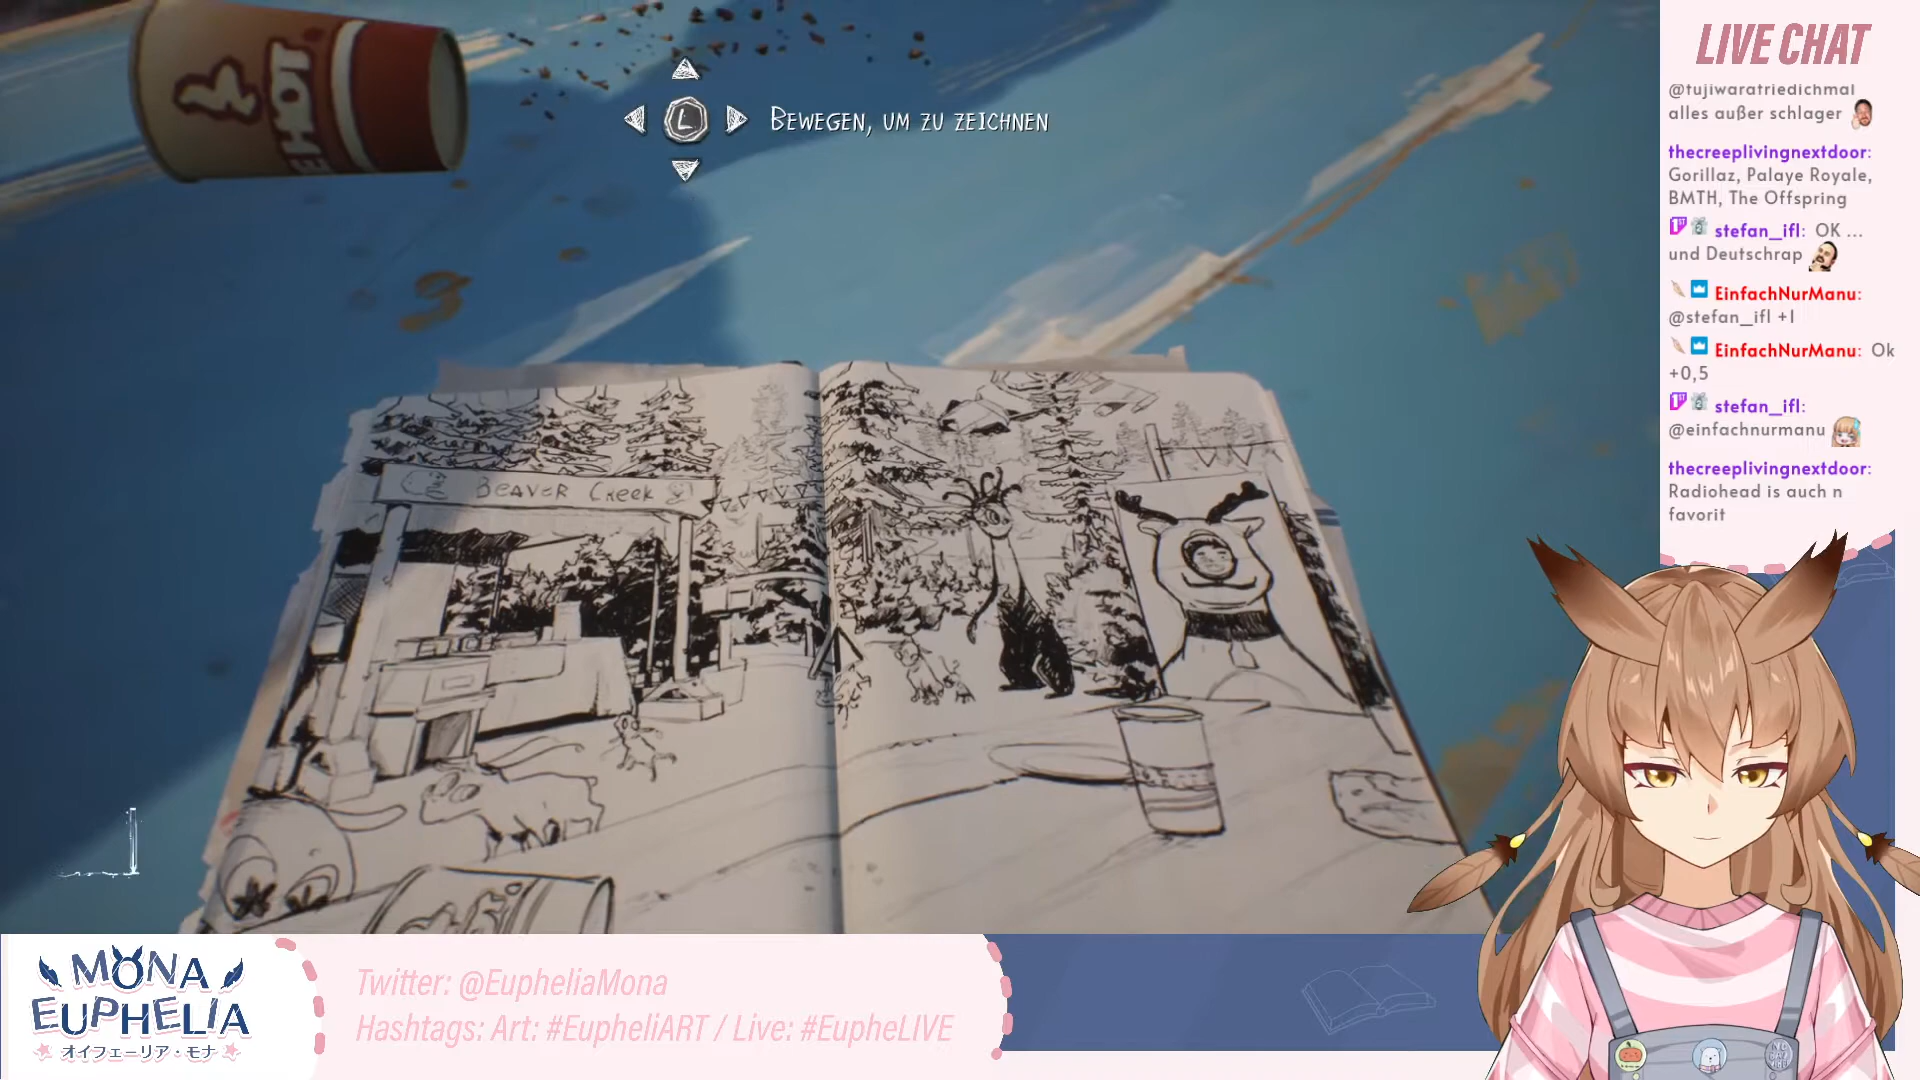 LIVE CHAT
@fujiwarafriedichmal
alles außer schlager
thecreeplivingnextdoor:
Gorillaz, Palaye Royale,
BMTH, The Offspring
stefan_ifl: OK ...
und Deutschrap
EinfachNurManu:
@stefan_ifl +1
EinfachNurManu: Ok
+0,5
stefan_ifl:
@einfachnurmanu
thecreeplivingnextdoor:
Radiohead is auch n
favorit
L
BEWEGEN, UM ZU ZEICHNEN
BEAVER CREEK
MONA
EUPHELIA
オイフェーリア・モナ
Twitter: @EupheliaMona
Hashtags: Art: #EupheliART / Live: #EupheLIVE